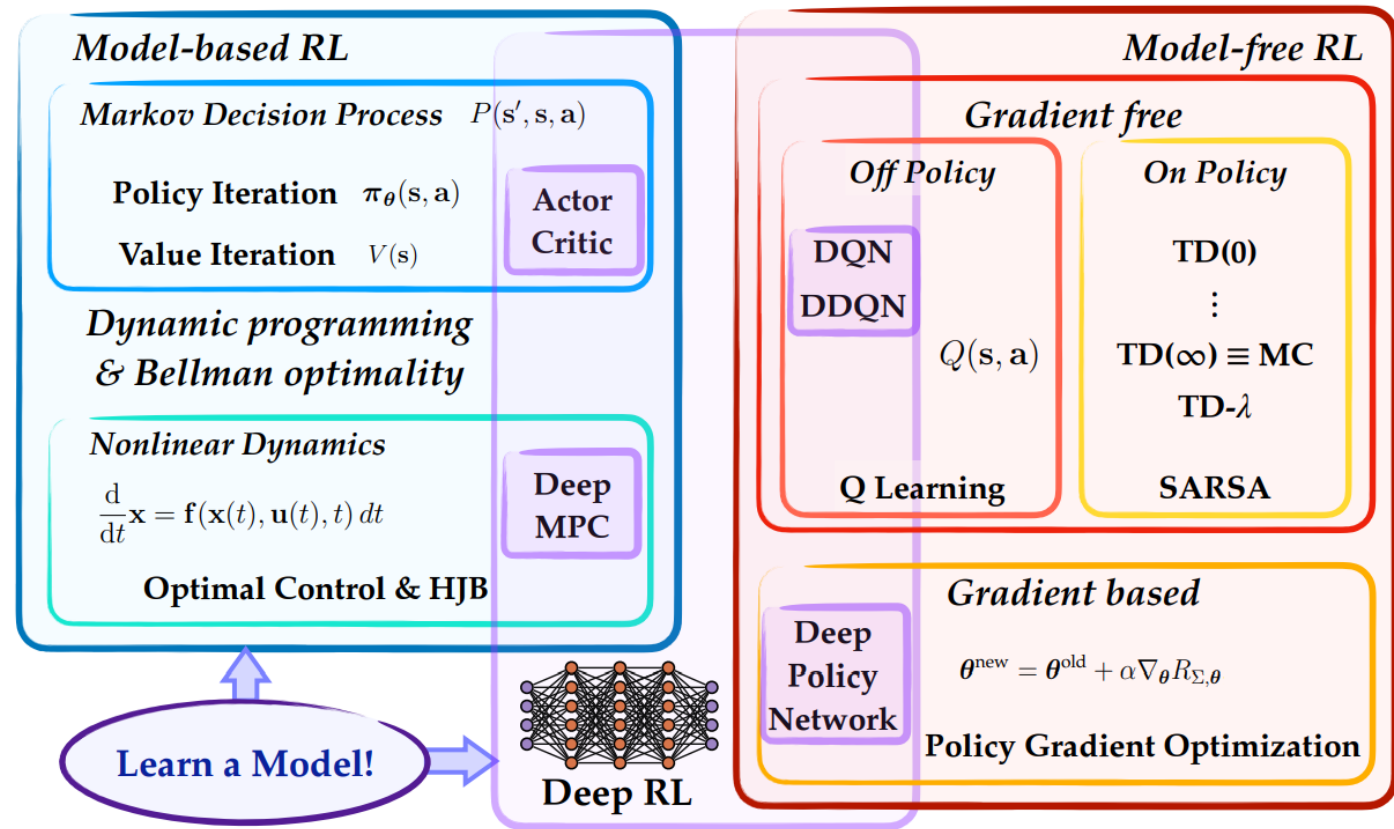 Model-based RL
Markov Decision Process P(s′, s, a)
Policy Iteration π_θ(s, a)
Value Iteration V(s)
Actor
Critic
Dynamic programming
& Bellman optimality
Nonlinear Dynamics
d/dt x = f(x(t), u(t), t) dt
Optimal Control & HJB
Deep
MPC
Learn a Model!
Deep RL
Model-free RL
Gradient free
Off Policy
DQN
DDQN
Q(s, a)
Q Learning
On Policy
TD(0)
⋮
TD(∞) ≡ MC
TD-λ
SARSA
Gradient based
Deep
Policy
Network
θ^new = θ^old + α∇_θ R_Σ,θ
Policy Gradient Optimization